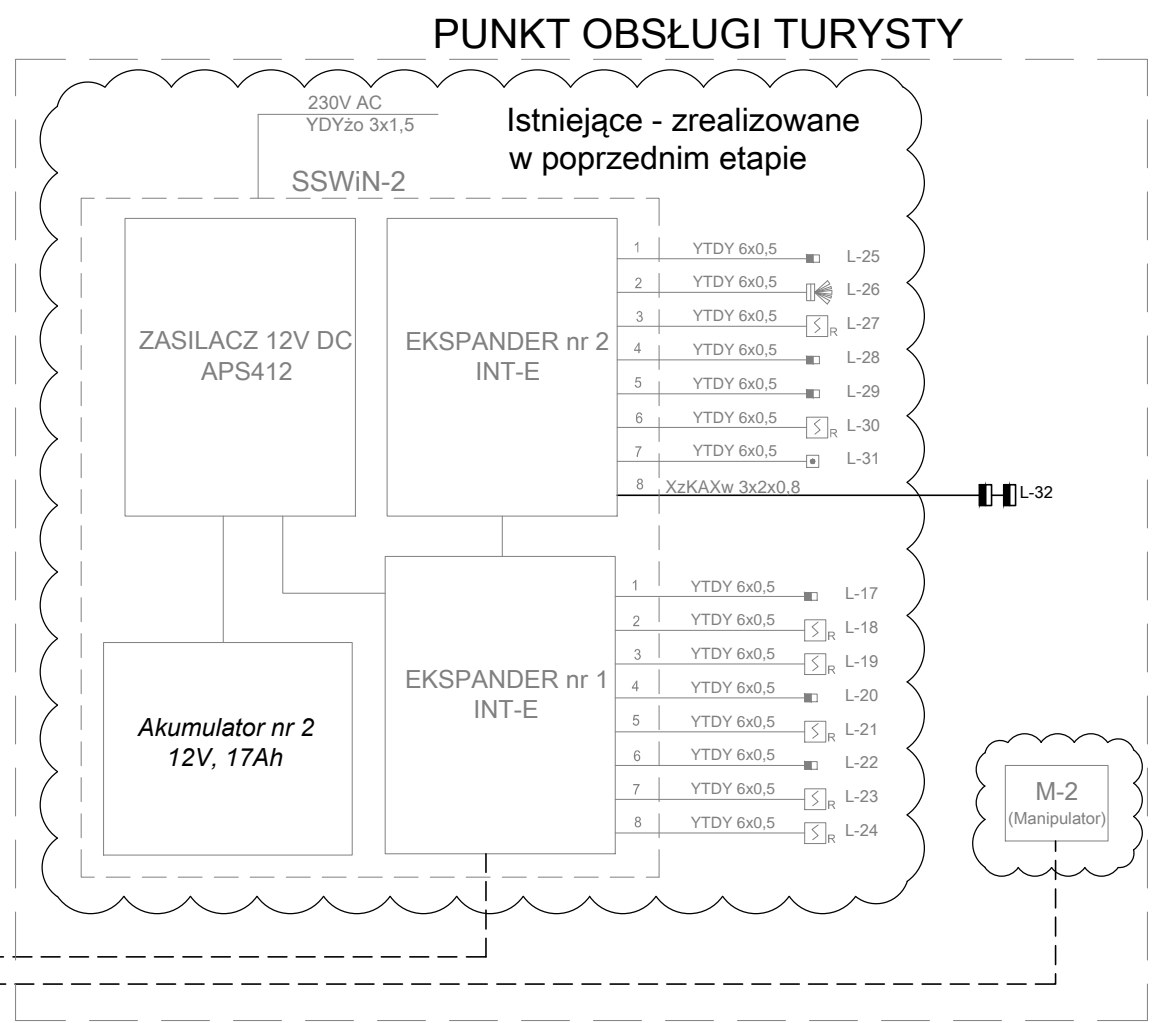 PUNKT OBSŁUGI TURYSTY
230V AC
YDYżo 3x1,5
Istniejące - zrealizowane
w poprzednim etapie
SSWiN-2
ZASILACZ 12V DC
APS412
EKSPANDER nr 2
INT-E
1 YTDY 6x0,5 L-25
2 YTDY 6x0,5 L-26
3 YTDY 6x0,5 R L-27
4 YTDY 6x0,5 L-28
5 YTDY 6x0,5 L-29
6 YTDY 6x0,5 R L-30
7 YTDY 6x0,5 L-31
8 XzKAXw 3x2x0,8 L-32
Akumulator nr 2
12V, 17Ah
EKSPANDER nr 1
INT-E
1 YTDY 6x0,5 L-17
2 YTDY 6x0,5 R L-18
3 YTDY 6x0,5 R L-19
4 YTDY 6x0,5 L-20
5 YTDY 6x0,5 R L-21
6 YTDY 6x0,5 L-22
7 YTDY 6x0,5 R L-23
8 YTDY 6x0,5 R L-24
M-2
(Manipulator)